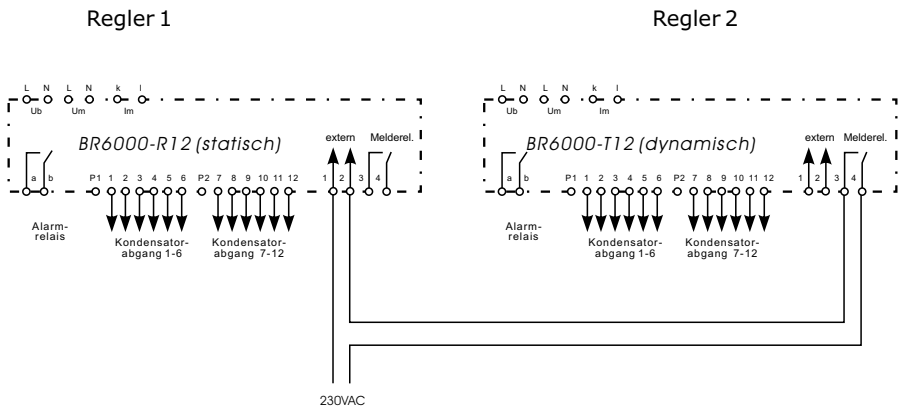 Regler 1
Regler 2
L N L N k l
Ub Um Im
BR6000-R12 (statisch)
extern Melderel.
a b P1 1 2 3 4 5 6 P2 7 8 9 10 11 12 1 2 3 4
Alarm-
relais
Kondensator-
abgang 1-6
Kondensator-
abgang 7-12
L N L N k l
Ub Um Im
BR6000-T12 (dynamisch)
extern Melderel.
a b P1 1 2 3 4 5 6 P2 7 8 9 10 11 12 1 2 3 4
Alarm-
relais
Kondensator-
abgang 1-6
Kondensator-
abgang 7-12
230VAC